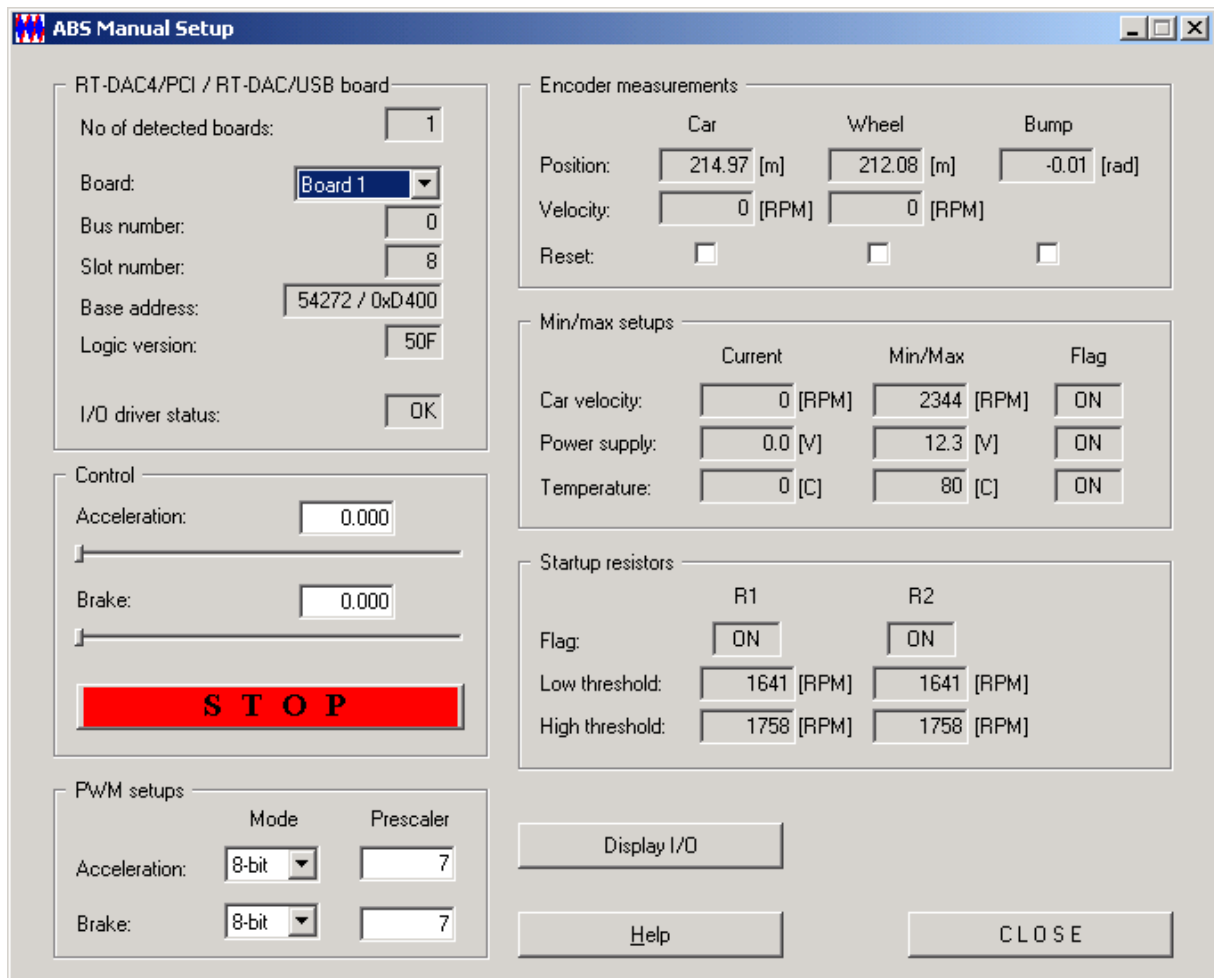 ABS Manual Setup
RT-DAC4/PCI / RT-DAC/USB board
No of detected boards: 1
Board: Board 1
Bus number: 0
Slot number: 8
Base address: 54272 / 0xD400
Logic version: 50F
I/O driver status: OK
Control
Acceleration: 0.000
Brake: 0.000
S T O P
PWM setups
Mode Prescaler
Acceleration: 8-bit 7
Brake: 8-bit 7
Encoder measurements
Car Wheel Bump
Position: 214.97 [m] 212.08 [m] -0.01 [rad]
Velocity: 0 [RPM] 0 [RPM]
Reset:
Min/max setups
Current Min/Max Flag
Car velocity: 0 [RPM] 2344 [RPM] ON
Power supply: 0.0 [V] 12.3 [V] ON
Temperature: 0 [C] 80 [C] ON
Startup resistors
R1 R2
Flag: ON ON
Low threshold: 1641 [RPM] 1641 [RPM]
High threshold: 1758 [RPM] 1758 [RPM]
Display I/O
Help
C L O S E